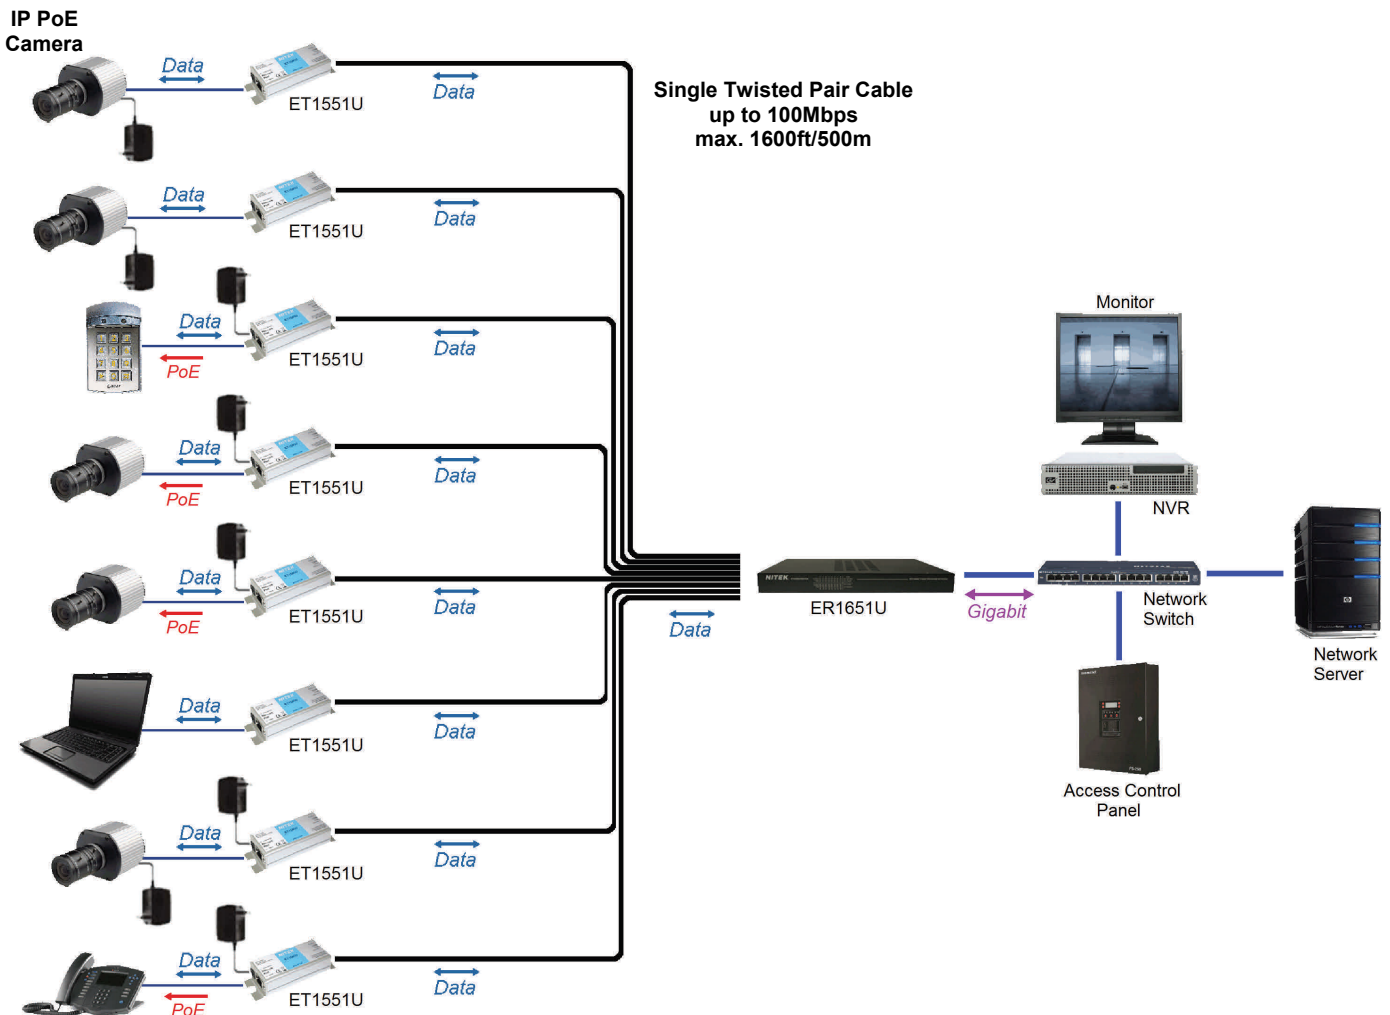 IP PoE
Camera
Data
ET1551U
Data
Single Twisted Pair Cable
up to 100Mbps
max. 1600ft/500m
Data
ET1551U
Data
Data
PoE
ET1551U
Data
Data
PoE
ET1551U
Data
Data
PoE
ET1551U
Data
Data
ET1551U
Data
Data
ET1551U
Data
Data
PoE
ET1551U
Data
Data
NITEK
ER1651U
Gigabit
Monitor
NVR
Network
Switch
Network
Server
Access Control
Panel